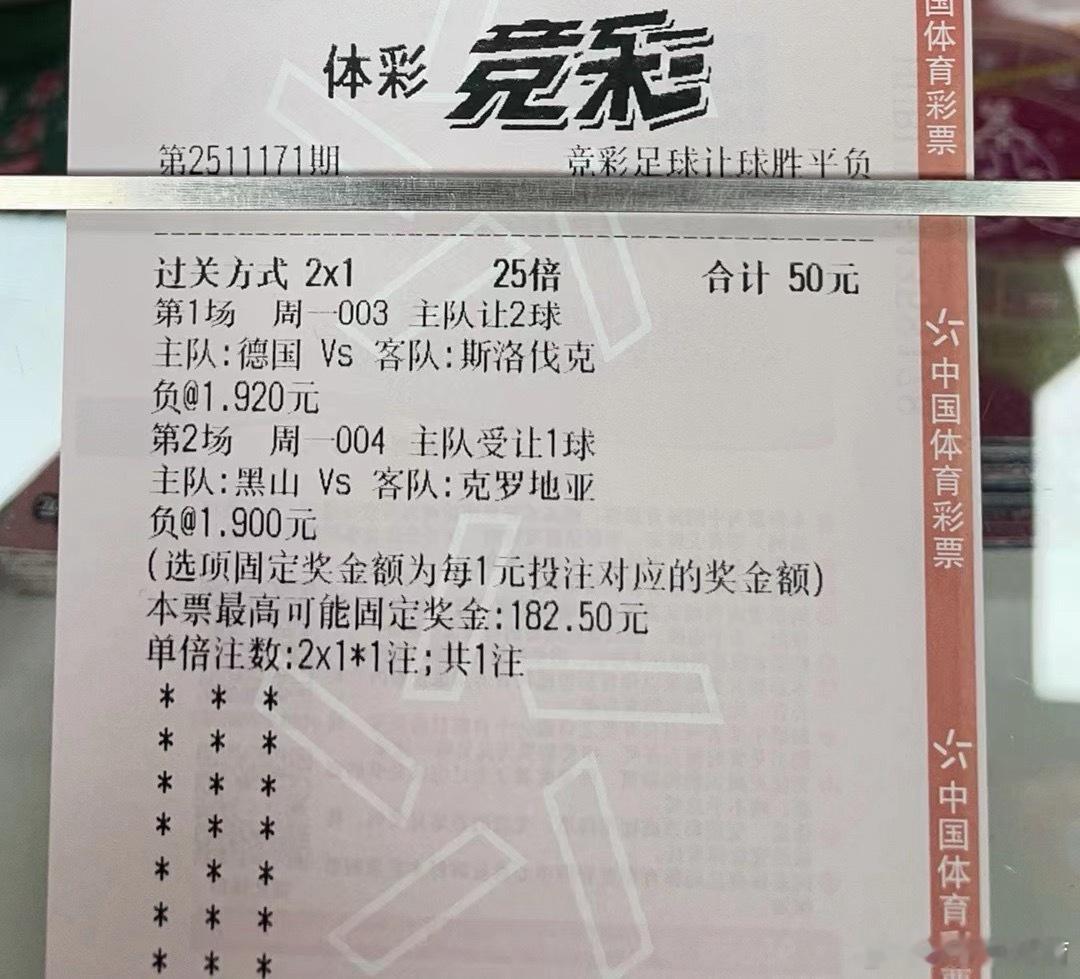 体彩 竞彩
第2511171期 竞彩足球让球胜平负
过关方式 2x1 25倍 合计 50元
第1场 周一003 主队让2球
主队:德国 Vs 客队:斯洛伐克
负@1.920元
第2场 周一004 主队受让1球
主队:黑山 Vs 客队:克罗地亚
负@1.900元
(选项固定奖金额为每1元投注对应的奖金额)
本票最高可能固定奖金:182.50元
单倍注数:2x1*1注;共1注
* * *
* * *
* * *
* * *
* * *
* * *
* * *
国体育彩票
中国体育彩票
中国体育彩票